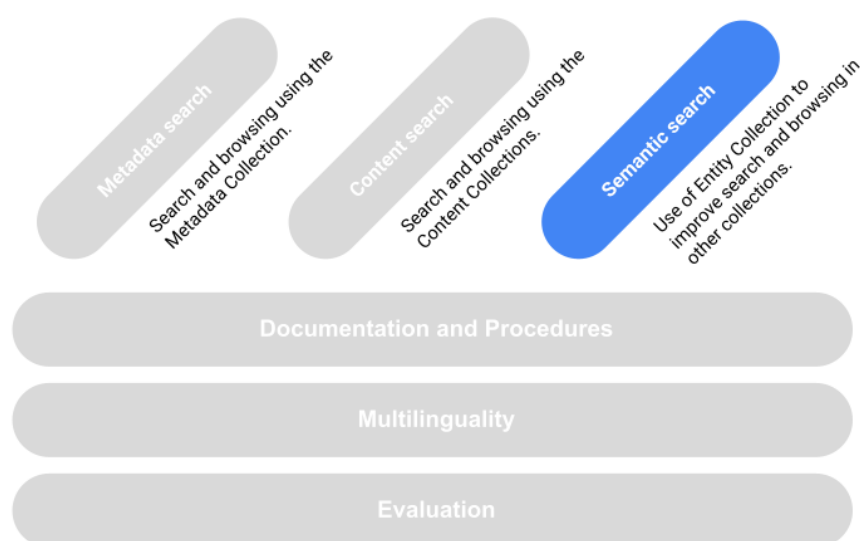 Metadata search
Search and browsing using the
Metadata Collection.
Content search
Search and browsing using the
Content Collections.
Semantic search
Use of Entity Collection to
improve search and browsing in
other collections.
Documentation and Procedures
Multilinguality
Evaluation